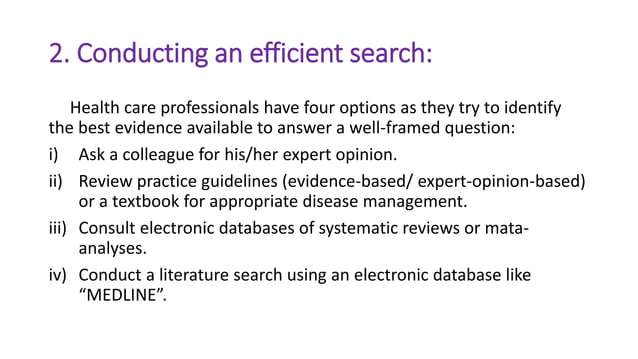 2. Conducting an efficient search:
Health care professionals have four options as they try to identify
the best evidence available to answer a well-framed question:
i) Ask a colleague for his/her expert opinion.
ii) Review practice guidelines (evidence-based/ expert-opinion-based)
or a textbook for appropriate disease management.
iii) Consult electronic databases of systematic reviews or mata-
analyses.
iv) Conduct a literature search using an electronic database like
“MEDLINE”.